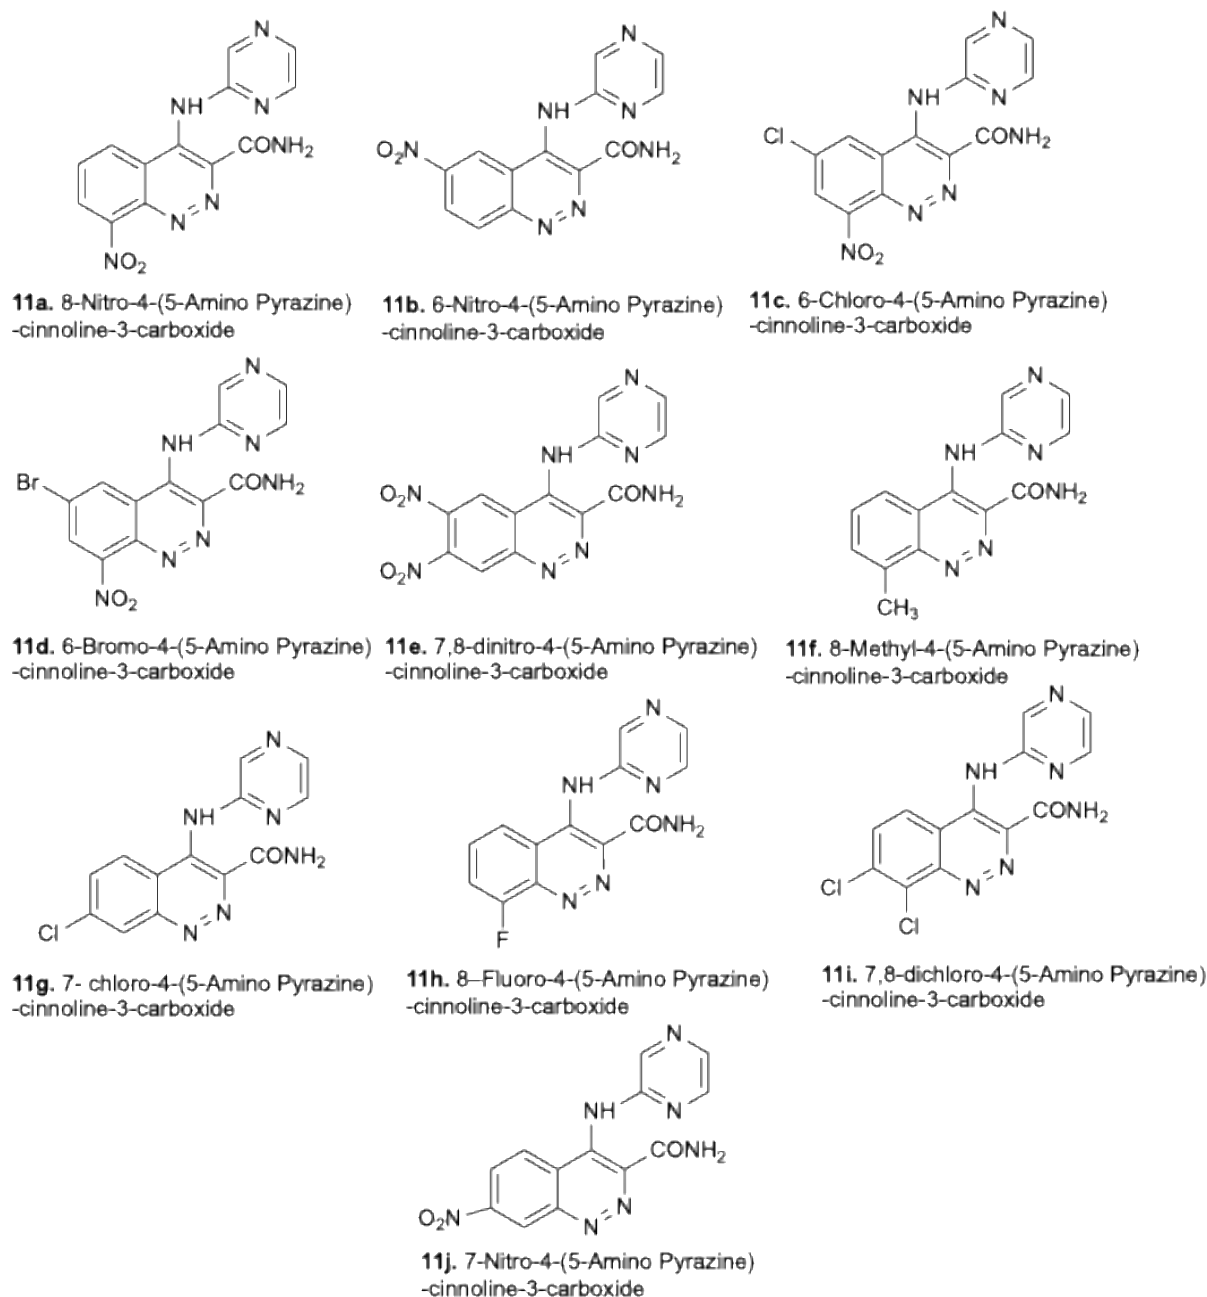 N
N
NH
CONH2
N
N
NO2
11a. 8-Nitro-4-(5-Amino Pyrazine)
-cinnoline-3-carboxide
N
N
NH
O2N
CONH2
N
N
11b. 6-Nitro-4-(5-Amino Pyrazine)
-cinnoline-3-carboxide
N
N
NH
Cl
CONH2
N
N
NO2
11c. 6-Chloro-4-(5-Amino Pyrazine)
-cinnoline-3-carboxide
N
NH
N
Br
CONH2
N
N
NO2
11d. 6-Bromo-4-(5-Amino Pyrazine)
-cinnoline-3-carboxide
N
NH
N
O2N
CONH2
N
N
O2N
11e. 7,8-dinitro-4-(5-Amino Pyrazine)
-cinnoline-3-carboxide
N
NH
N
CONH2
N
N
CH3
11f. 8-Methyl-4-(5-Amino Pyrazine)
-cinnoline-3-carboxide
N
NH
N
CONH2
N
N
Cl
11g. 7- chloro-4-(5-Amino Pyrazine)
-cinnoline-3-carboxide
N
NH
N
CONH2
N
N
F
11h. 8–Fluoro-4-(5-Amino Pyrazine)
-cinnoline-3-carboxide
N
NH
N
CONH2
N
N
Cl
Cl
11i. 7,8-dichloro-4-(5-Amino Pyrazine)
-cinnoline-3-carboxide
N
NH
N
CONH2
N
N
O2N
11j. 7-Nitro-4-(5-Amino Pyrazine)
-cinnoline-3-carboxide